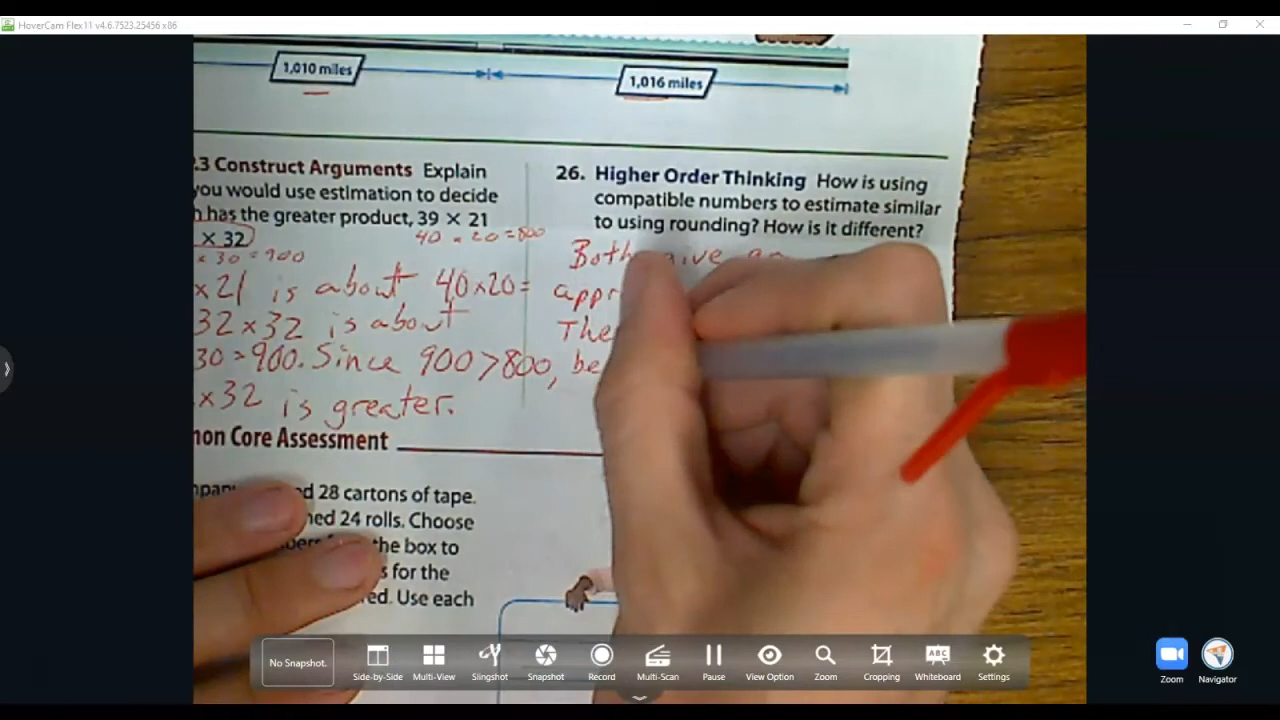 HoverCam Flex11 v4.6.7523.25456 x86
1,010 miles
1,016 miles
.3 Construct Arguments Explain
you would use estimation to decide
has the greater product, 39 × 21
× 32
40 × 20 = 800
× 30 = 900
× 21 is about 40×20=
32×32 is about
30 = 900. Since 900 > 800,
×32 is greater.
26. Higher Order Thinking How is using
compatible numbers to estimate similar
to using rounding? How is it different?
Both give an
appr
The
be
non Core Assessment
28 cartons of tape.
24 rolls. Choose
the box to
for the
Use each
No Snapshot.
Side-by-Side
Multi-View
Slingshot
Snapshot
Record
Multi-Scan
Pause
View Option
Zoom
Cropping
ABC
Whiteboard
Settings
Zoom
Navigator